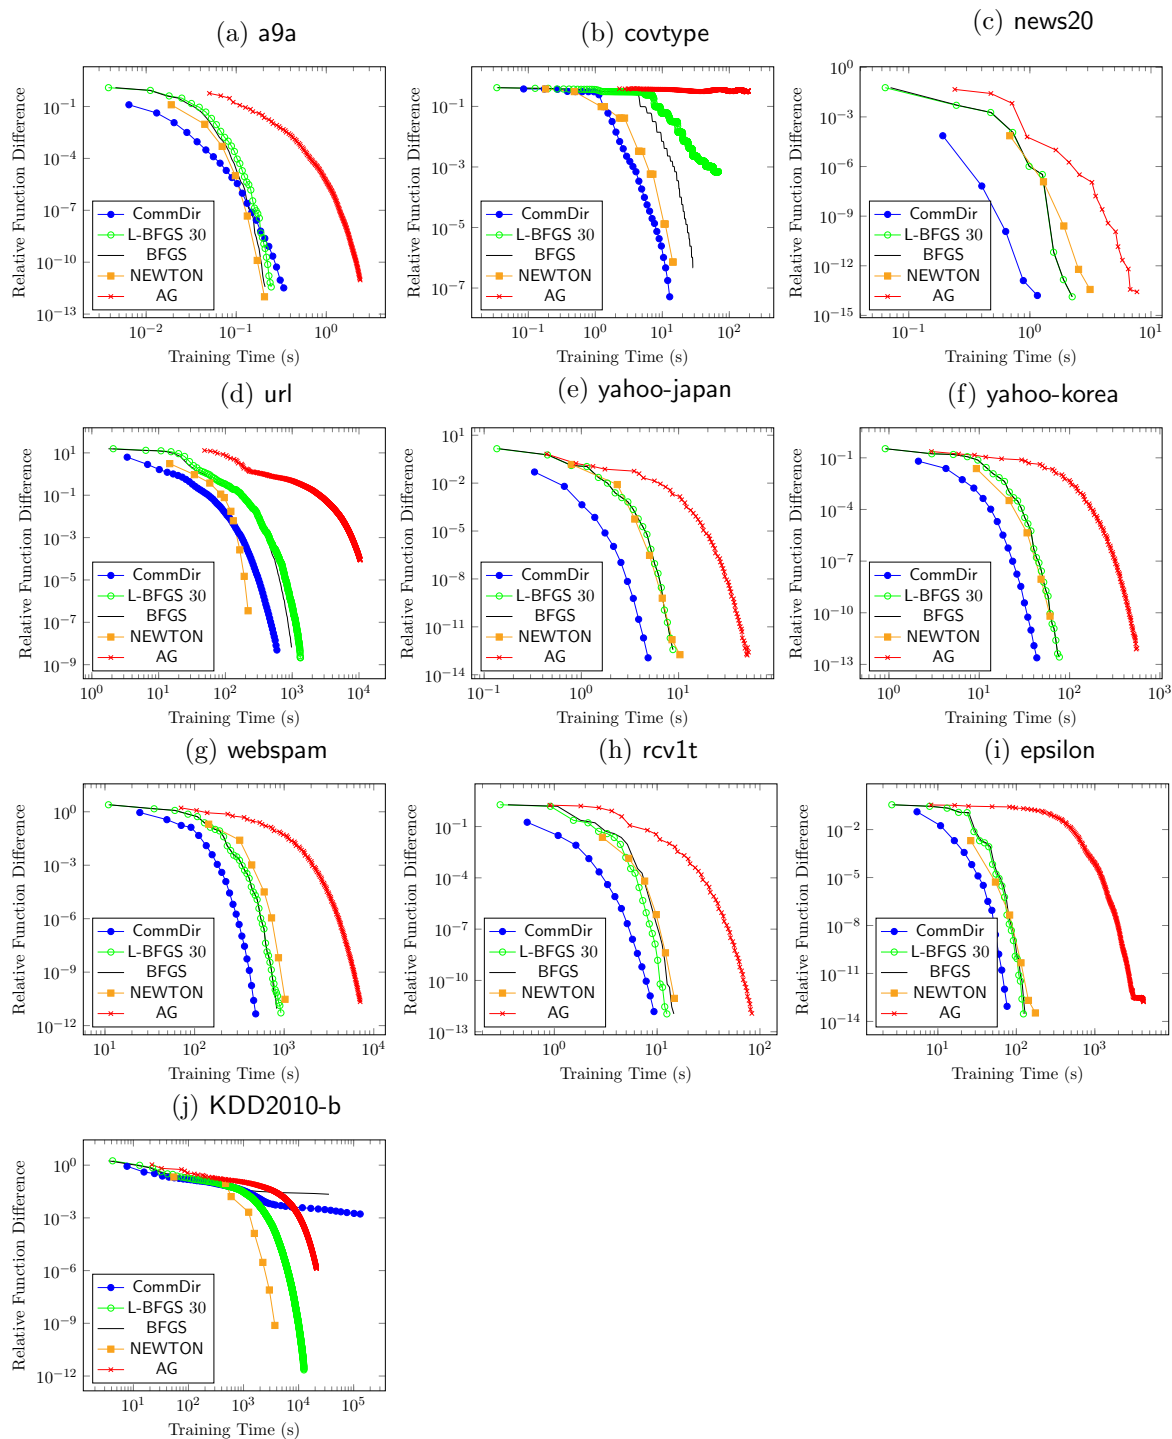 (a) a9a
10^-1
10^-4
10^-7
10^-10
10^-13
Relative Function Difference
CommDir
L-BFGS 30
BFGS
NEWTON
AG
10^-2
10^-1
10^0
Training Time (s)
(b) covtype
10^-1
10^-3
10^-5
10^-7
Relative Function Difference
CommDir
L-BFGS 30
BFGS
NEWTON
AG
10^-1
10^0
10^1
10^2
Training Time (s)
(c) news20
10^0
10^-3
10^-6
10^-9
10^-12
10^-15
Relative Function Difference
CommDir
L-BFGS 30
BFGS
NEWTON
AG
10^-1
10^0
10^1
Training Time (s)
(d) url
10^1
10^-1
10^-3
10^-5
10^-7
10^-9
Relative Function Difference
CommDir
L-BFGS 30
BFGS
NEWTON
AG
10^0
10^1
10^2
10^3
10^4
Training Time (s)
(e) yahoo-japan
10^1
10^-2
10^-5
10^-8
10^-11
10^-14
Relative Function Difference
CommDir
L-BFGS 30
BFGS
NEWTON
AG
10^-1
10^0
10^1
Training Time (s)
(f) yahoo-korea
10^-1
10^-4
10^-7
10^-10
10^-13
Relative Function Difference
CommDir
L-BFGS 30
BFGS
NEWTON
AG
10^0
10^1
10^2
10^3
Training Time (s)
(g) webspam
10^0
10^-3
10^-6
10^-9
10^-12
Relative Function Difference
CommDir
L-BFGS 30
BFGS
NEWTON
AG
10^1
10^2
10^3
10^4
Training Time (s)
(h) rcv1t
10^-1
10^-4
10^-7
10^-10
10^-13
Relative Function Difference
CommDir
L-BFGS 30
BFGS
NEWTON
AG
10^0
10^1
10^2
Training Time (s)
(i) epsilon
10^-2
10^-5
10^-8
10^-11
10^-14
Relative Function Difference
CommDir
L-BFGS 30
BFGS
NEWTON
AG
10^1
10^2
10^3
Training Time (s)
(j) KDD2010-b
10^0
10^-3
10^-6
10^-9
10^-12
Relative Function Difference
CommDir
L-BFGS 30
BFGS
NEWTON
AG
10^1
10^2
10^3
10^4
10^5
Training Time (s)